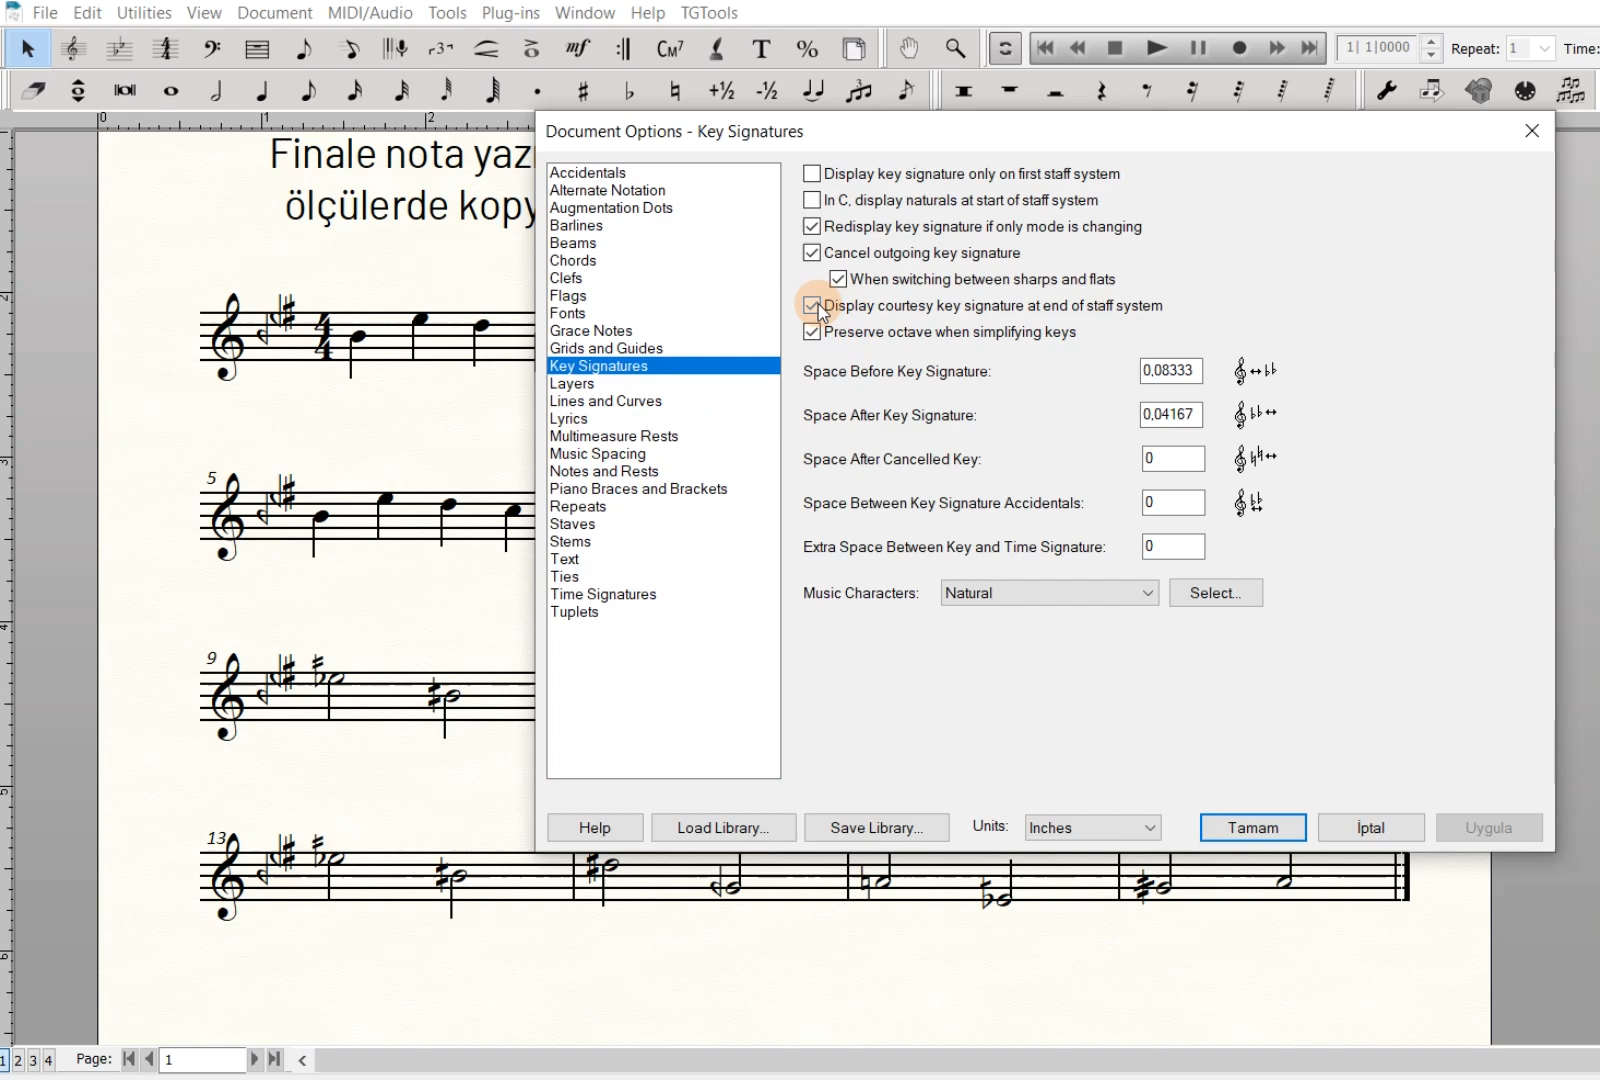 File Edit Utilities View Document MIDI/Audio Tools Plug-ins Window Help TGTools
1| 1|0000 Repeat: 1 Time:
0 1 2
Document Options - Key Signatures
Finale nota yaz
ölçülerde kopy
Accidentals
Alternate Notation
Augmentation Dots
Barlines
Beams
Chords
Clefs
Flags
Fonts
Grace Notes
Grids and Guides
Key Signatures
Layers
Lines and Curves
Lyrics
Multimeasure Rests
Music Spacing
Notes and Rests
Piano Braces and Brackets
Repeats
Staves
Stems
Text
Ties
Time Signatures
Tuplets
Display key signature only on first staff system
In C, display naturals at start of staff system
Redisplay key signature if only mode is changing
Cancel outgoing key signature
When switching between sharps and flats
Display courtesy key signature at end of staff system
Preserve octave when simplifying keys
Space Before Key Signature: 0,08333
Space After Key Signature: 0,04167
Space After Cancelled Key: 0
Space Between Key Signature Accidentals: 0
Extra Space Between Key and Time Signature: 0
Music Characters: Natural Select...
Help Load Library... Save Library... Units: Inches Tamam İptal Uygula
5
9
13
1 2 3 4 Page: 1